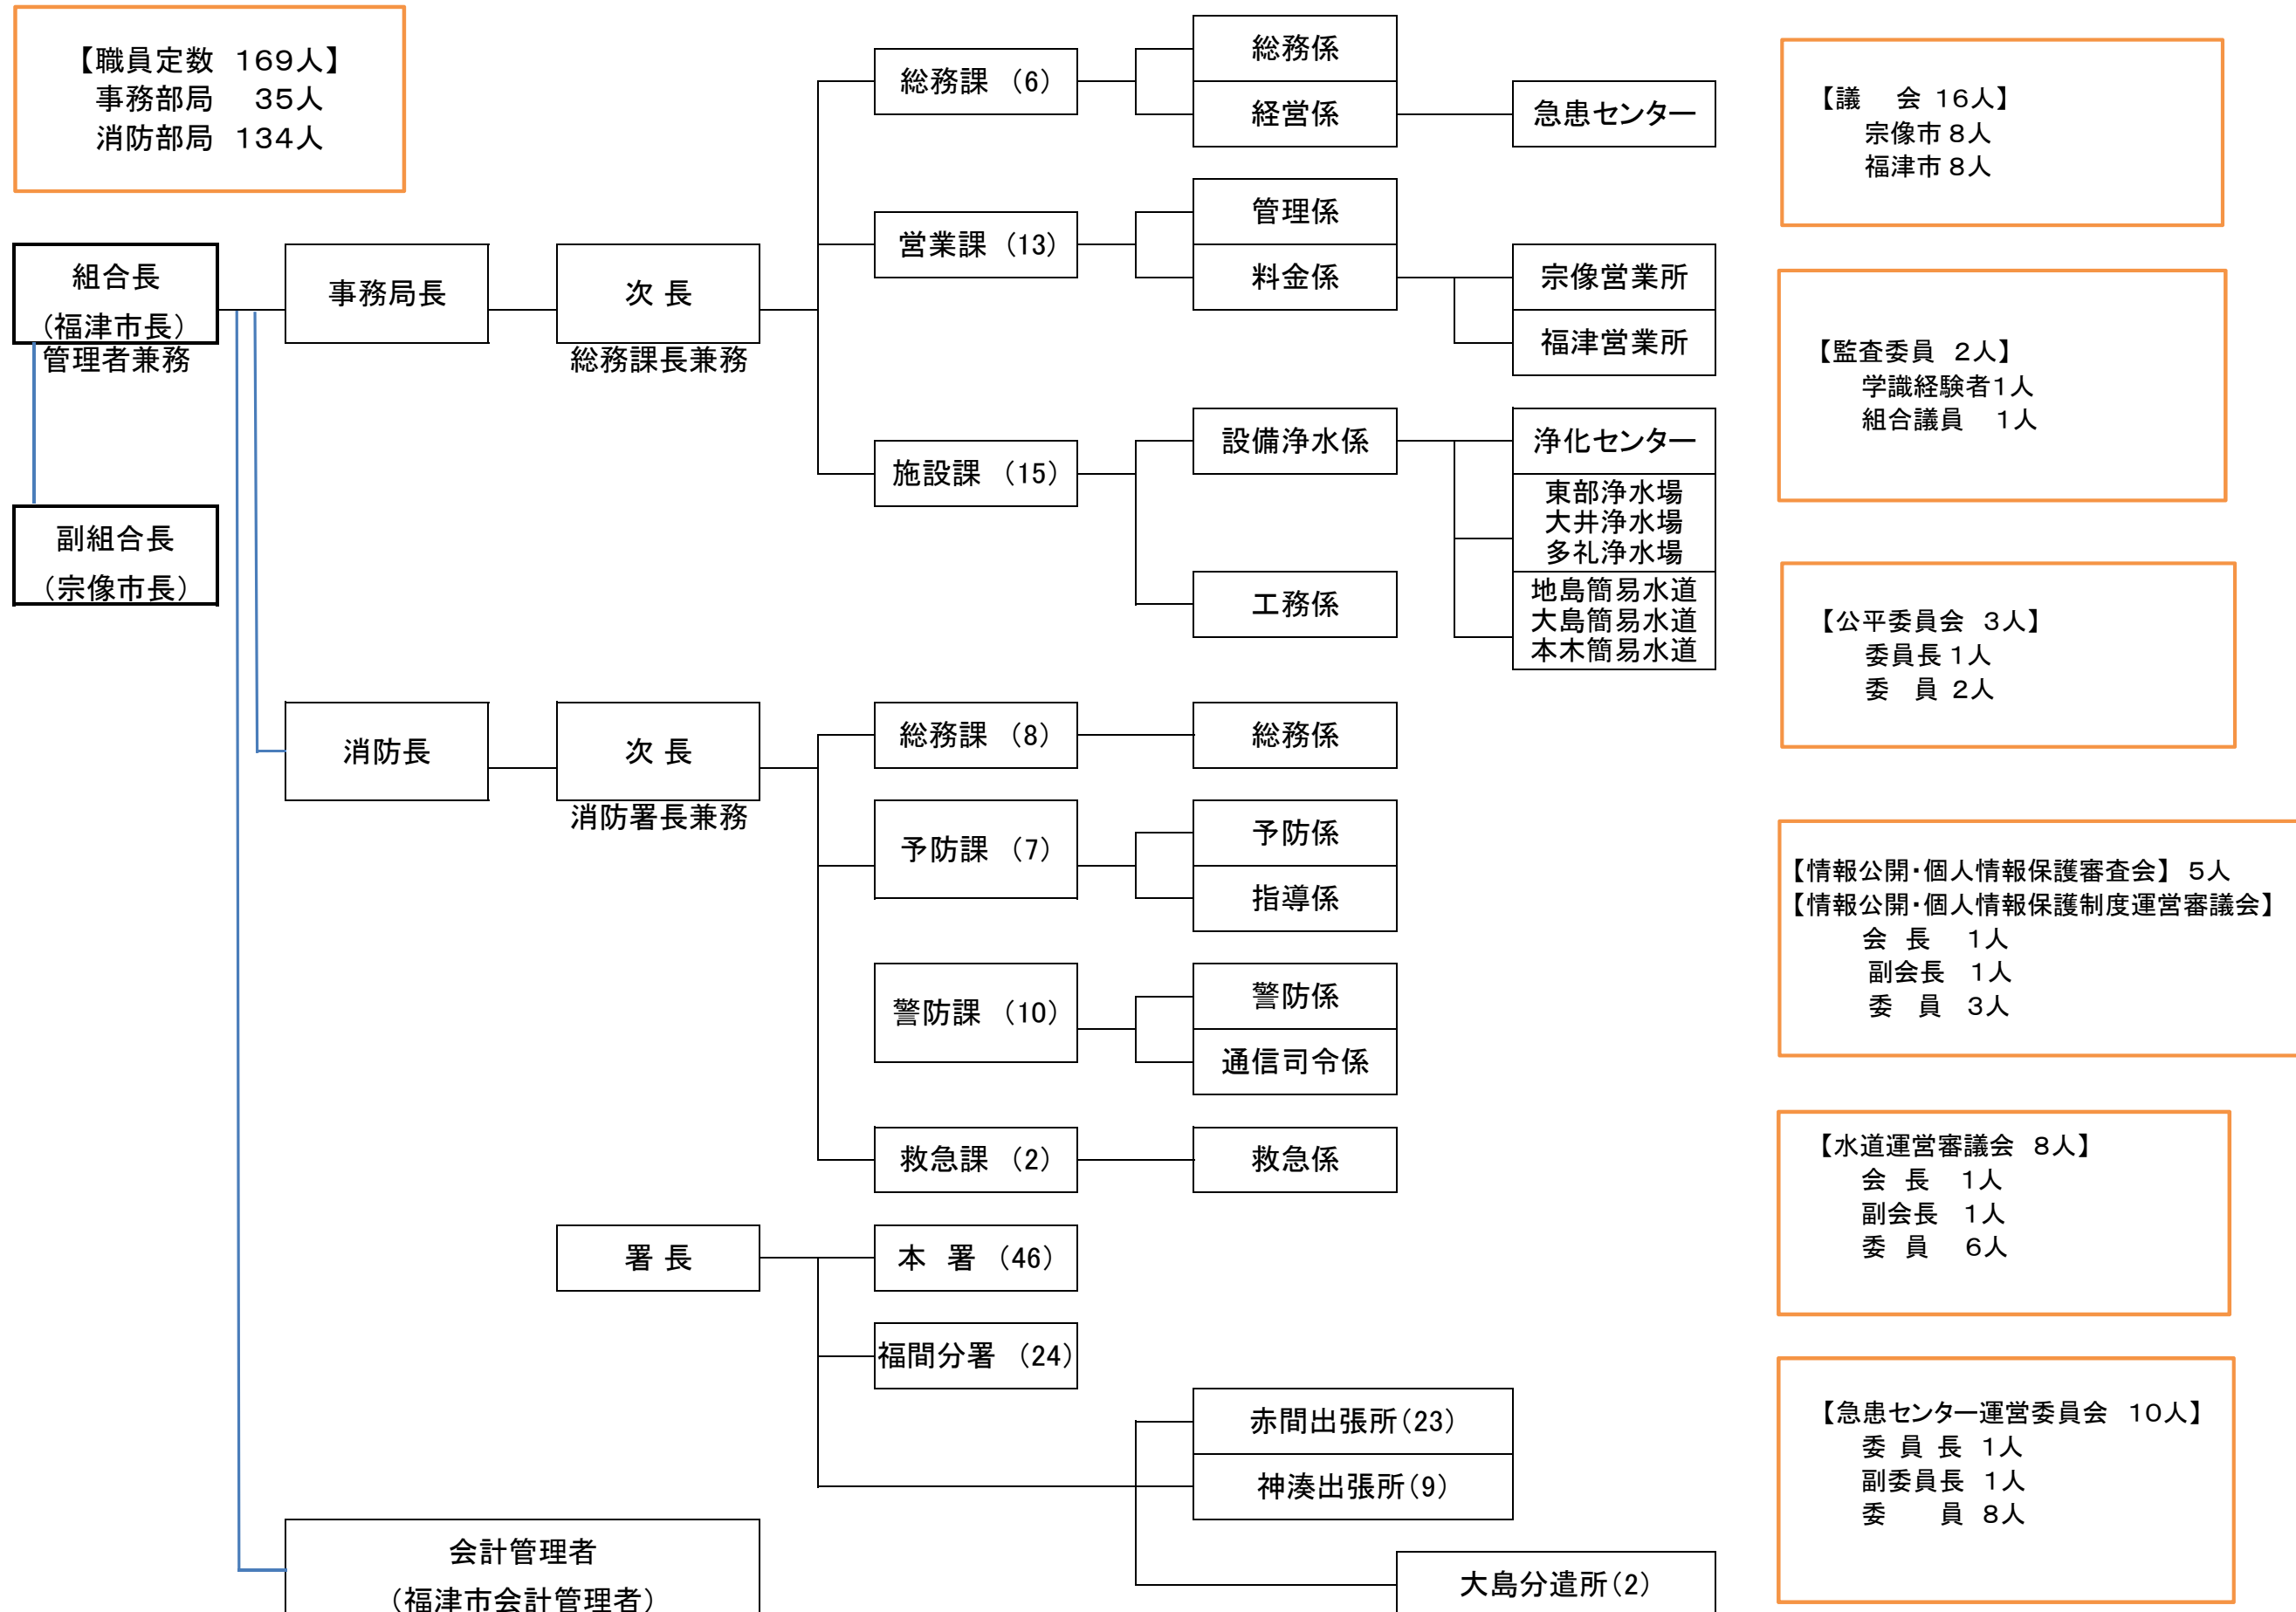 【職員定数 169人】
事務部局 35人
消防部局 134人
組合長
（福津市長）
管理者兼務
副組合長
（宗像市長）
事務局長
次 長
総務課長兼務
総務課 （6）
総務係
経営係
急患センター
営業課 （13）
管理係
料金係
宗像営業所
福津営業所
施設課 （15）
設備浄水係
浄化センター
東部浄水場
大井浄水場
多礼浄水場
地島簡易水道
大島簡易水道
本木簡易水道
工務係
消防長
次 長
消防署長兼務
総務課 （8）
総務係
予防課 （7）
予防係
指導係
警防課 （10）
警防係
通信司令係
救急課 （2）
救急係
署 長
本 署 （46）
福間分署 （24）
赤間出張所（23）
神湊出張所（9）
大島分遣所（2）
会計管理者
（福津市会計管理者）
【議 会 16人】
宗像市 8人
福津市 8人
【監査委員 2人】
学識経験者1人
組合議員 1人
【公平委員会 3人】
委員長 1人
委 員 2人
【情報公開・個人情報保護審査会】 5人
【情報公開・個人情報保護制度運営審議会】
会 長 1人
副会長 1人
委 員 3人
【水道運営審議会 8人】
会 長 1人
副会長 1人
委 員 6人
【急患センター運営委員会 10人】
委 員 長 1人
副委員長 1人
委 員 8人